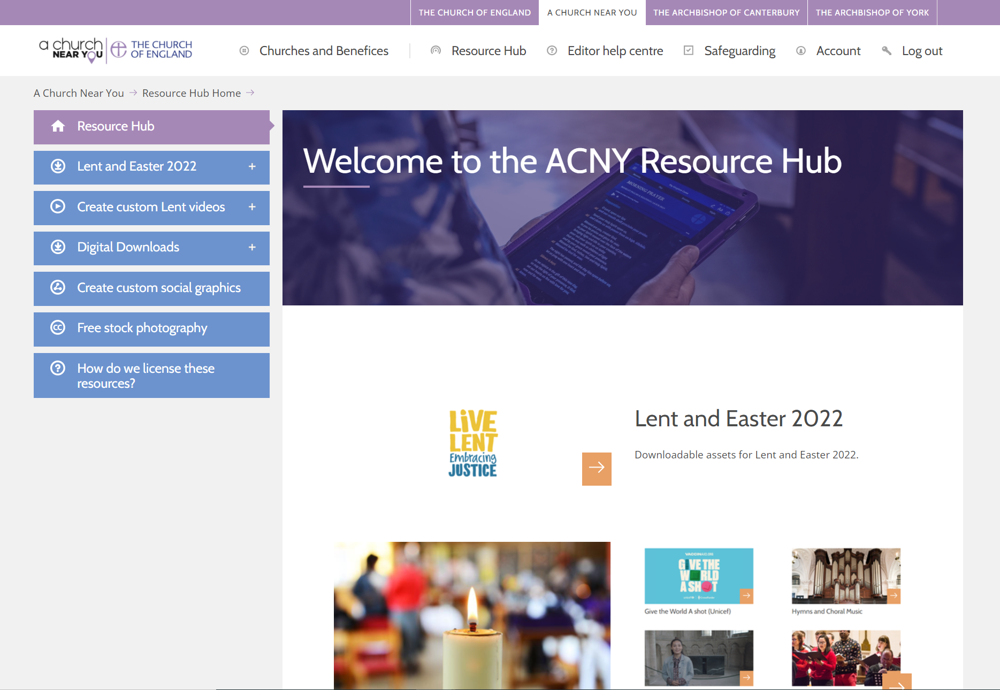 THE CHURCH OF ENGLAND
A CHURCH NEAR YOU
THE ARCHBISHOP OF CANTERBURY
THE ARCHBISHOP OF YORK
a church
NEAR YOU
THE CHURCH
OF ENGLAND
Churches and Benefices
Resource Hub
Editor help centre
Safeguarding
Account
Log out
A Church Near You → Resource Hub Home →
Resource Hub
Lent and Easter 2022 +
Create custom Lent videos +
Digital Downloads +
Create custom social graphics
Free stock photography
How do we license these
resources?
Welcome to the ACNY Resource Hub
MORNING PRAYER
LiVE
LENT
Embracing
JUSTICE
Lent and Easter 2022
Downloadable assets for Lent and Easter 2022.
VACCINAID.ORG
GIVE THE
WORLD
A SHOT
Give the World A shot (Unicef)
Hymns and Choral Music